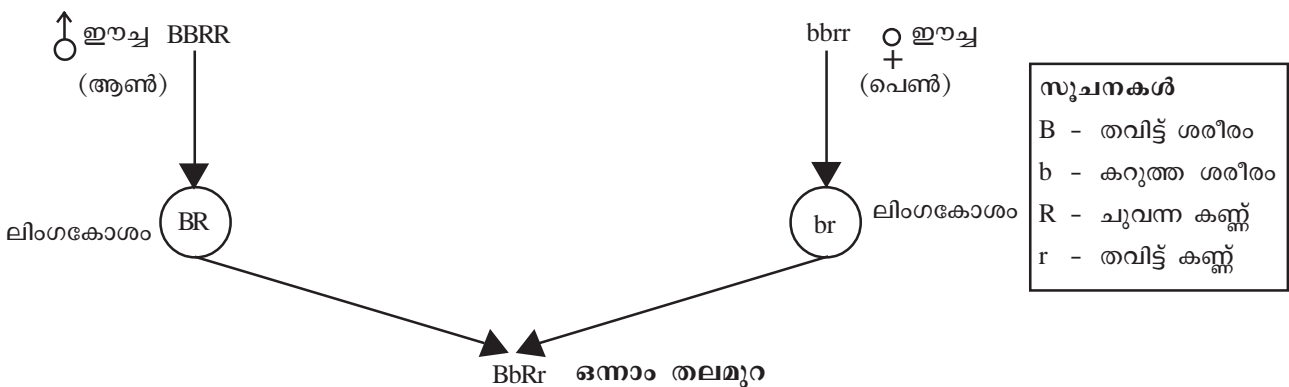 ♂ ഈച്ച BBRR
(ആൺ)
bbrr ♀ ഈച്ച
(പെൺ)
സൂചനകൾ
B - തവിട്ട് ശരീരം
b - കറുത്ത ശരീരം
R - ചുവന്ന കണ്ണ്
r - തവിട്ട് കണ്ണ്
ലിംഗകോശം BR
br ലിംഗകോശം
BbRr ഒന്നാം തലമുറ